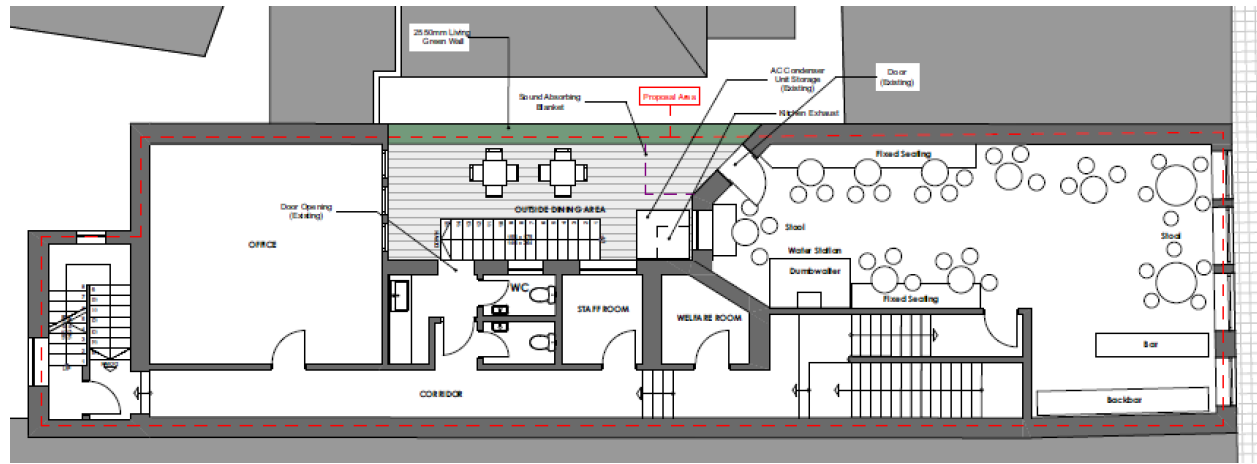 2550mm Living
Green Wall
Sound Absorbing
Blanket
Proposal Area
AC Condenser
Unit Storage
(Existing)
Door
(Existing)
Kitchen Exhaust
Fixed Seating
Door Opening
(Existing)
OUTSIDE DINING AREA
OFFICE
Stool
Stool
Water Station
Dumbwaiter
WC
STAFF ROOM
WELFARE ROOM
Fixed Seating
Bar
CORRIDOR
Backbar